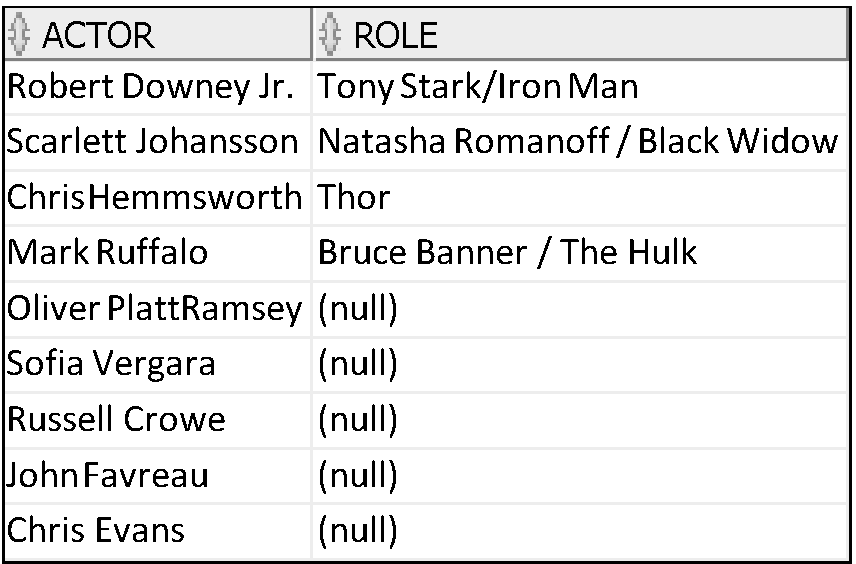 ACTOR ROLE
Robert Downey Jr. Tony Stark/Iron Man
Scarlett Johansson Natasha Romanoff / Black Widow
Chris Hemmsworth Thor
Mark Ruffalo Bruce Banner / The Hulk
Oliver PlattRamsey (null)
Sofia Vergara (null)
Russell Crowe (null)
John Favreau (null)
Chris Evans (null)